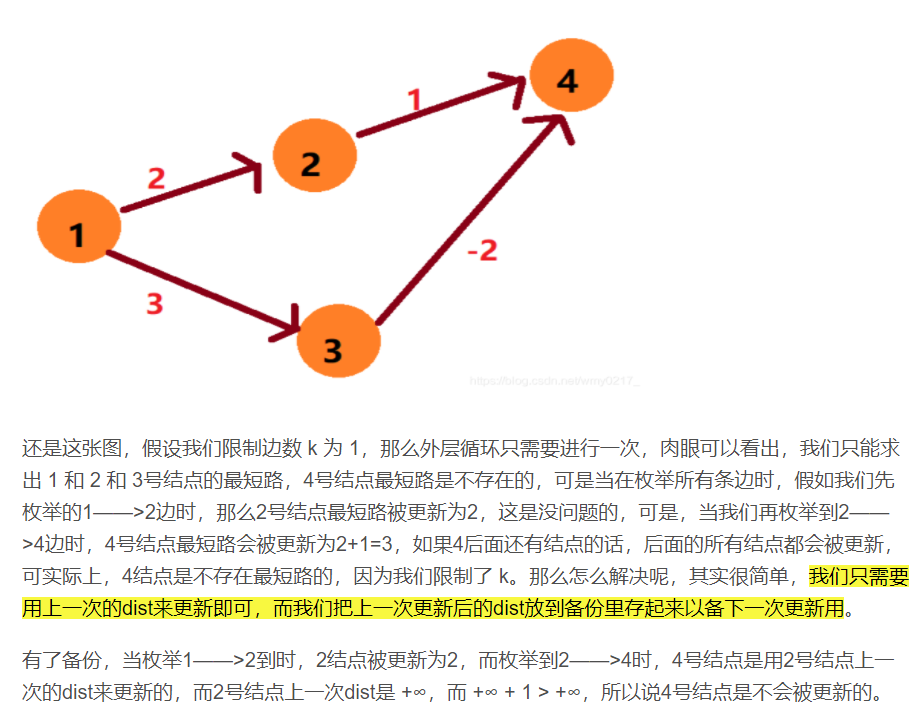 4
1
2
2
1
-2
3
3
https://blog.csdn.net/wmy0217_
还是这张图，假设我们限制边数 k 为 1，那么外层循环只需要进行一次，肉眼可以看出，我们只能求
出 1 和 2 和 3号结点的最短路，4号结点最短路是不存在的，可是当在枚举所有条边时，假如我们先
枚举的1——>2边时，那么2号结点最短路被更新为2，这是没问题的，可是，当我们再枚举到2——
>4边时，4号结点最短路会被更新为2+1=3，如果4后面还有结点的话，后面的所有结点都会被更新，
可实际上，4结点是不存在最短路的，因为我们限制了 k。那么怎么解决呢，其实很简单，我们只需要
用上一次的dist来更新即可，而我们把上一次更新后的dist放到备份里存起来以备下一次更新用。
有了备份，当枚举1——>2到时，2结点被更新为2，而枚举到2——>4时，4号结点是用2号结点上一
次的dist来更新的，而2号结点上一次dist是 +∞，而 +∞ + 1 > +∞，所以说4号结点是不会被更新的。